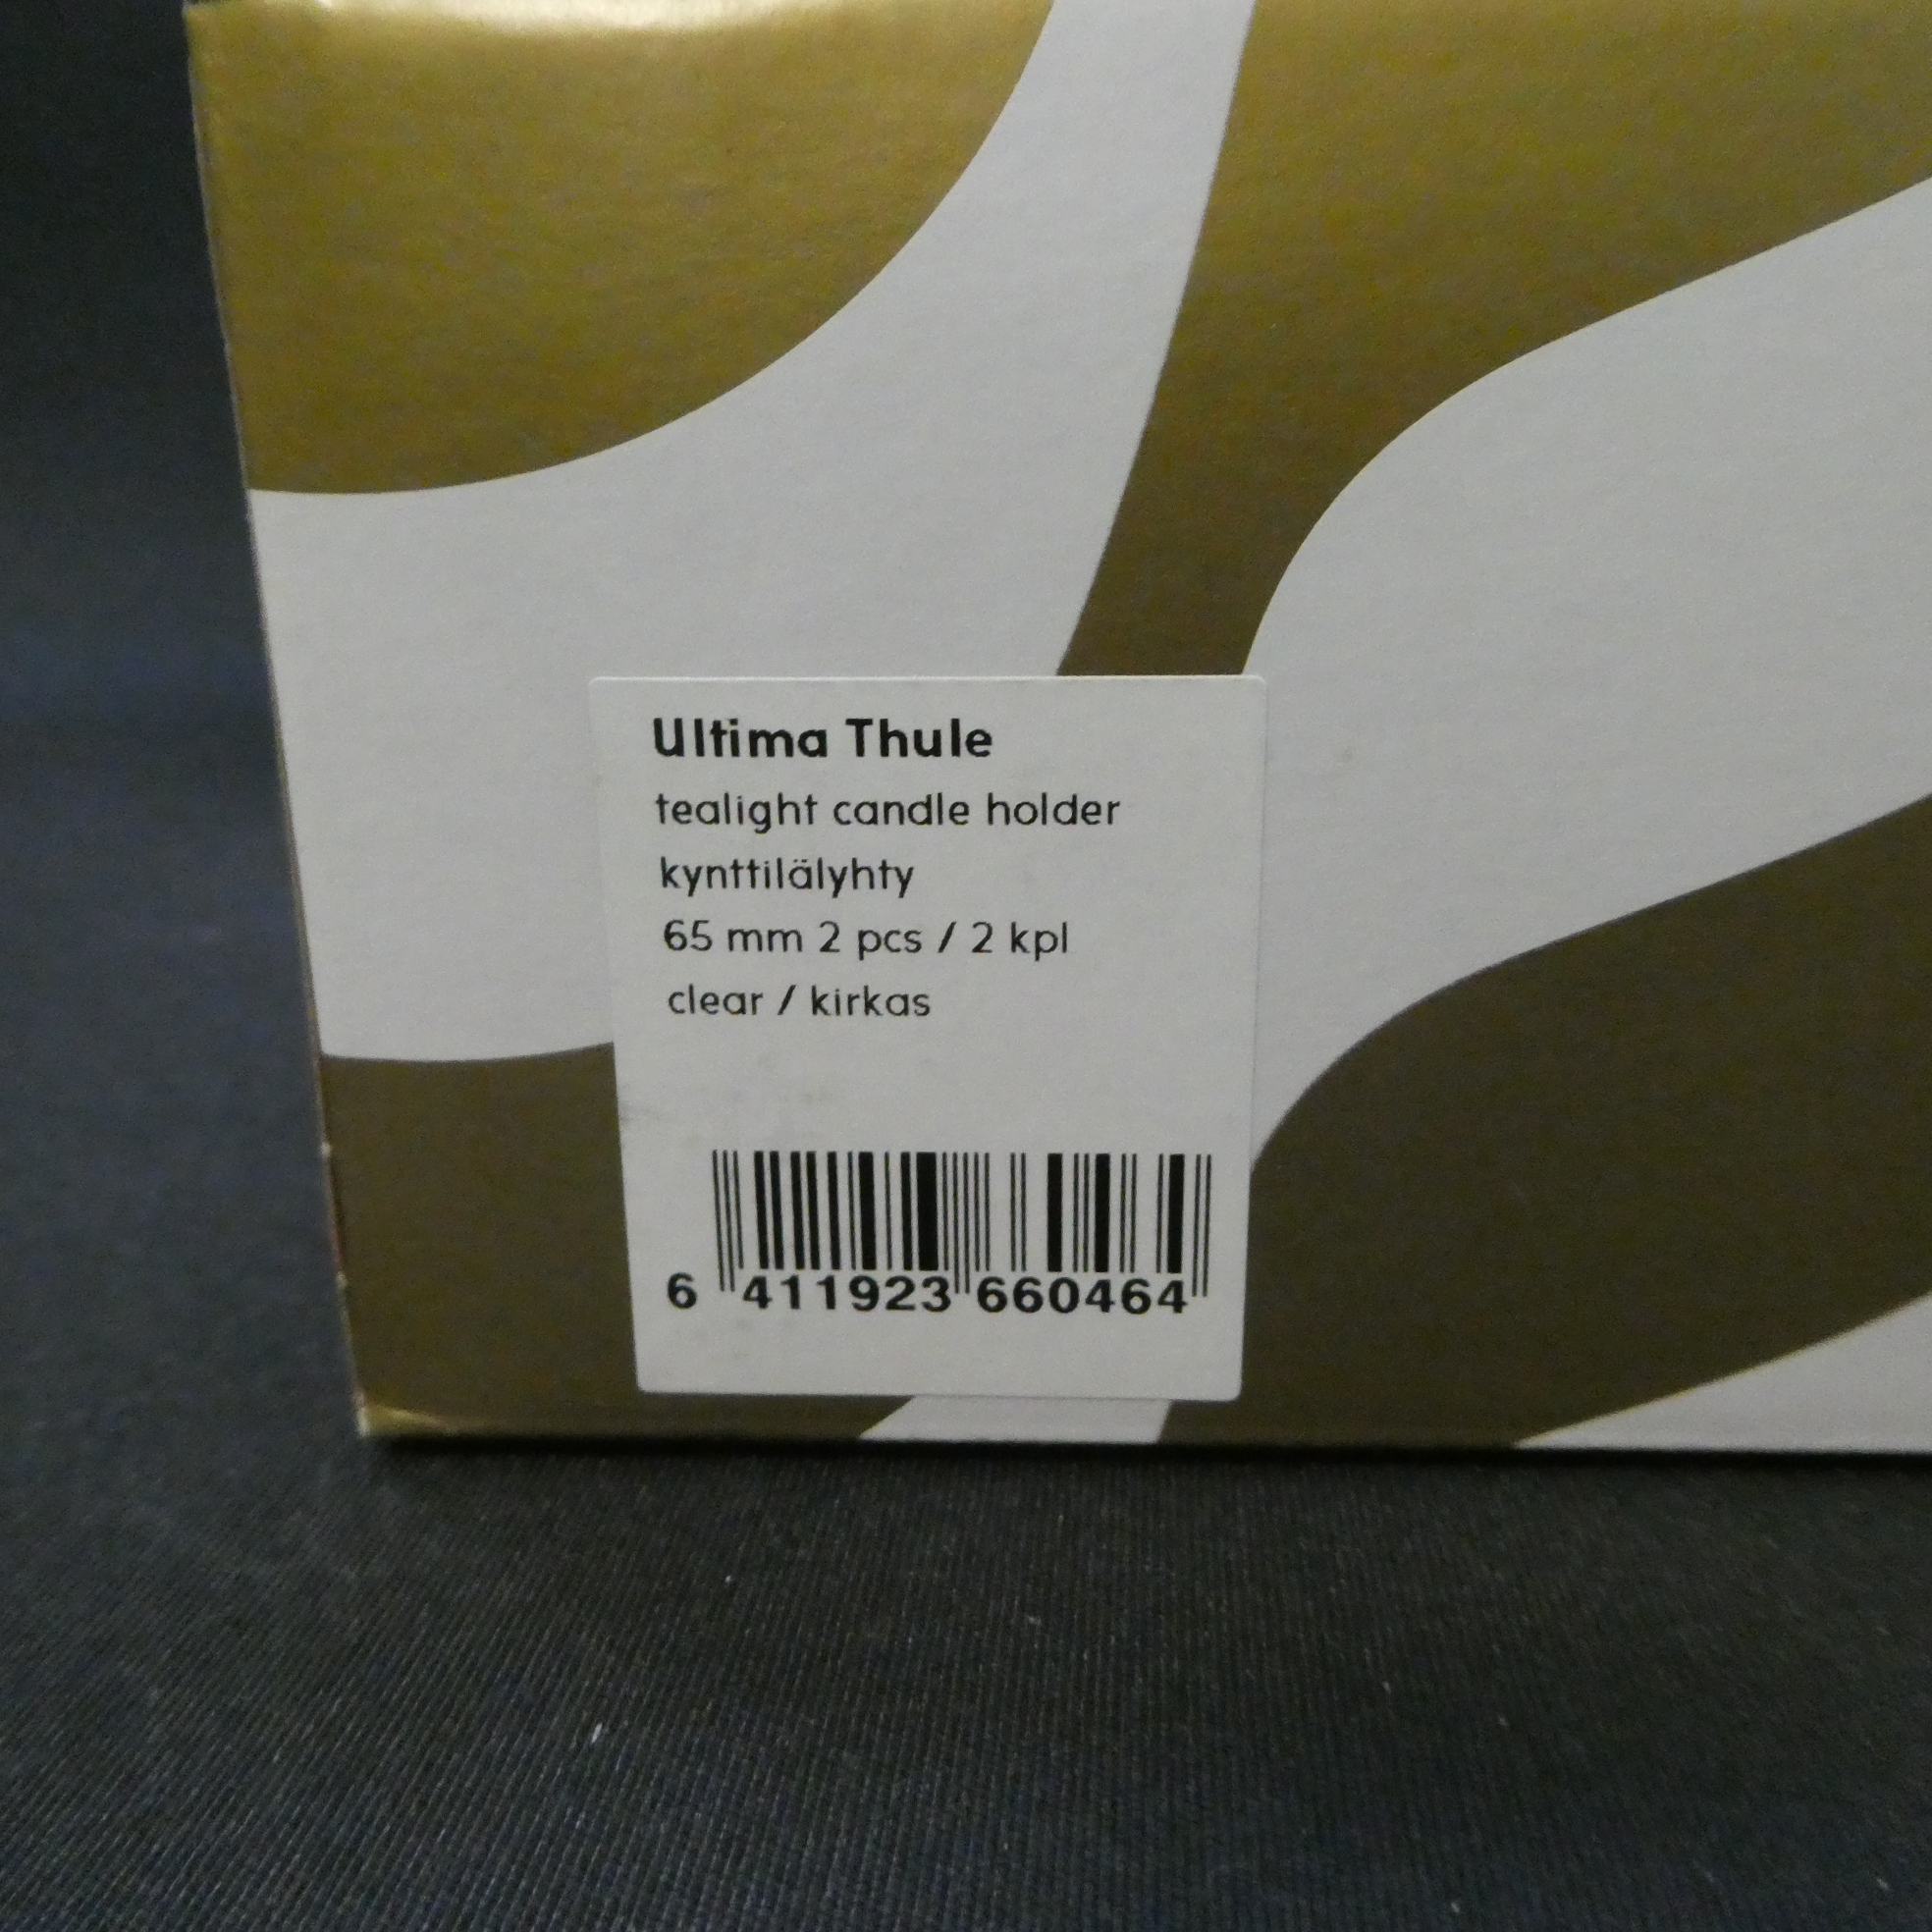 Ultima Thule
tealight candle holder
kynttilälyhty
65 mm 2 pcs / 2 kpl
clear / kirkas
6 411923 660464